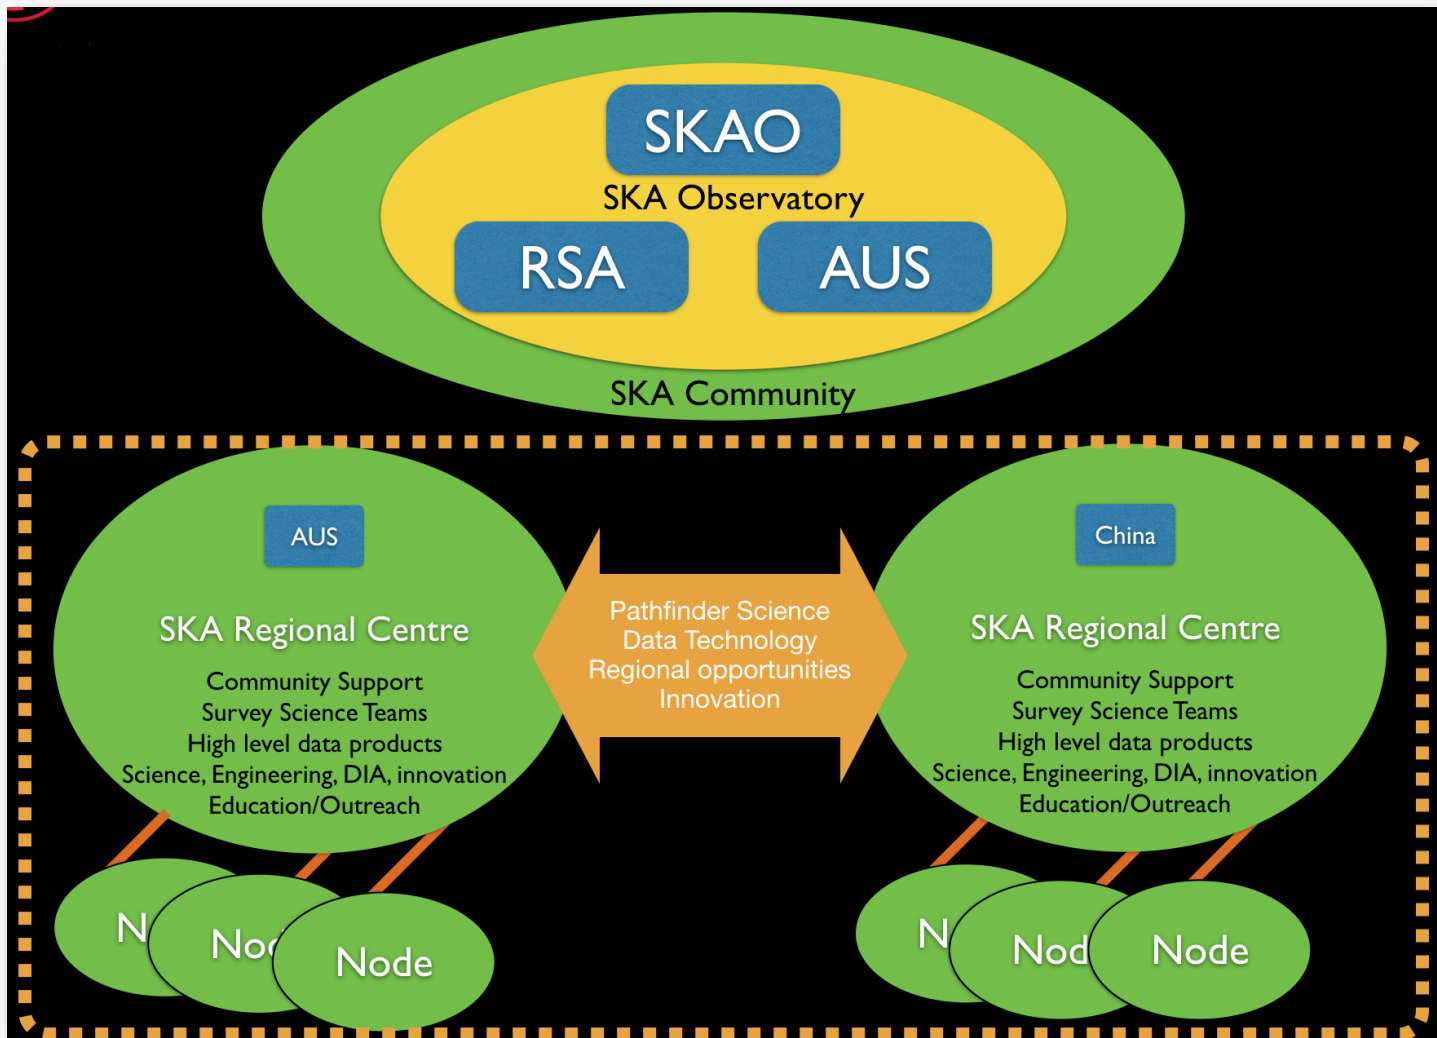 SKAO
SKA Observatory
RSA
AUS
SKA Community
AUS
SKA Regional Centre
Community Support
Survey Science Teams
High level data products
Science, Engineering, DIA, innovation
Education/Outreach
Pathfinder Science
Data Technology
Regional opportunities
Innovation
China
SKA Regional Centre
Community Support
Survey Science Teams
High level data products
Science, Engineering, DIA, innovation
Education/Outreach
Node
Node